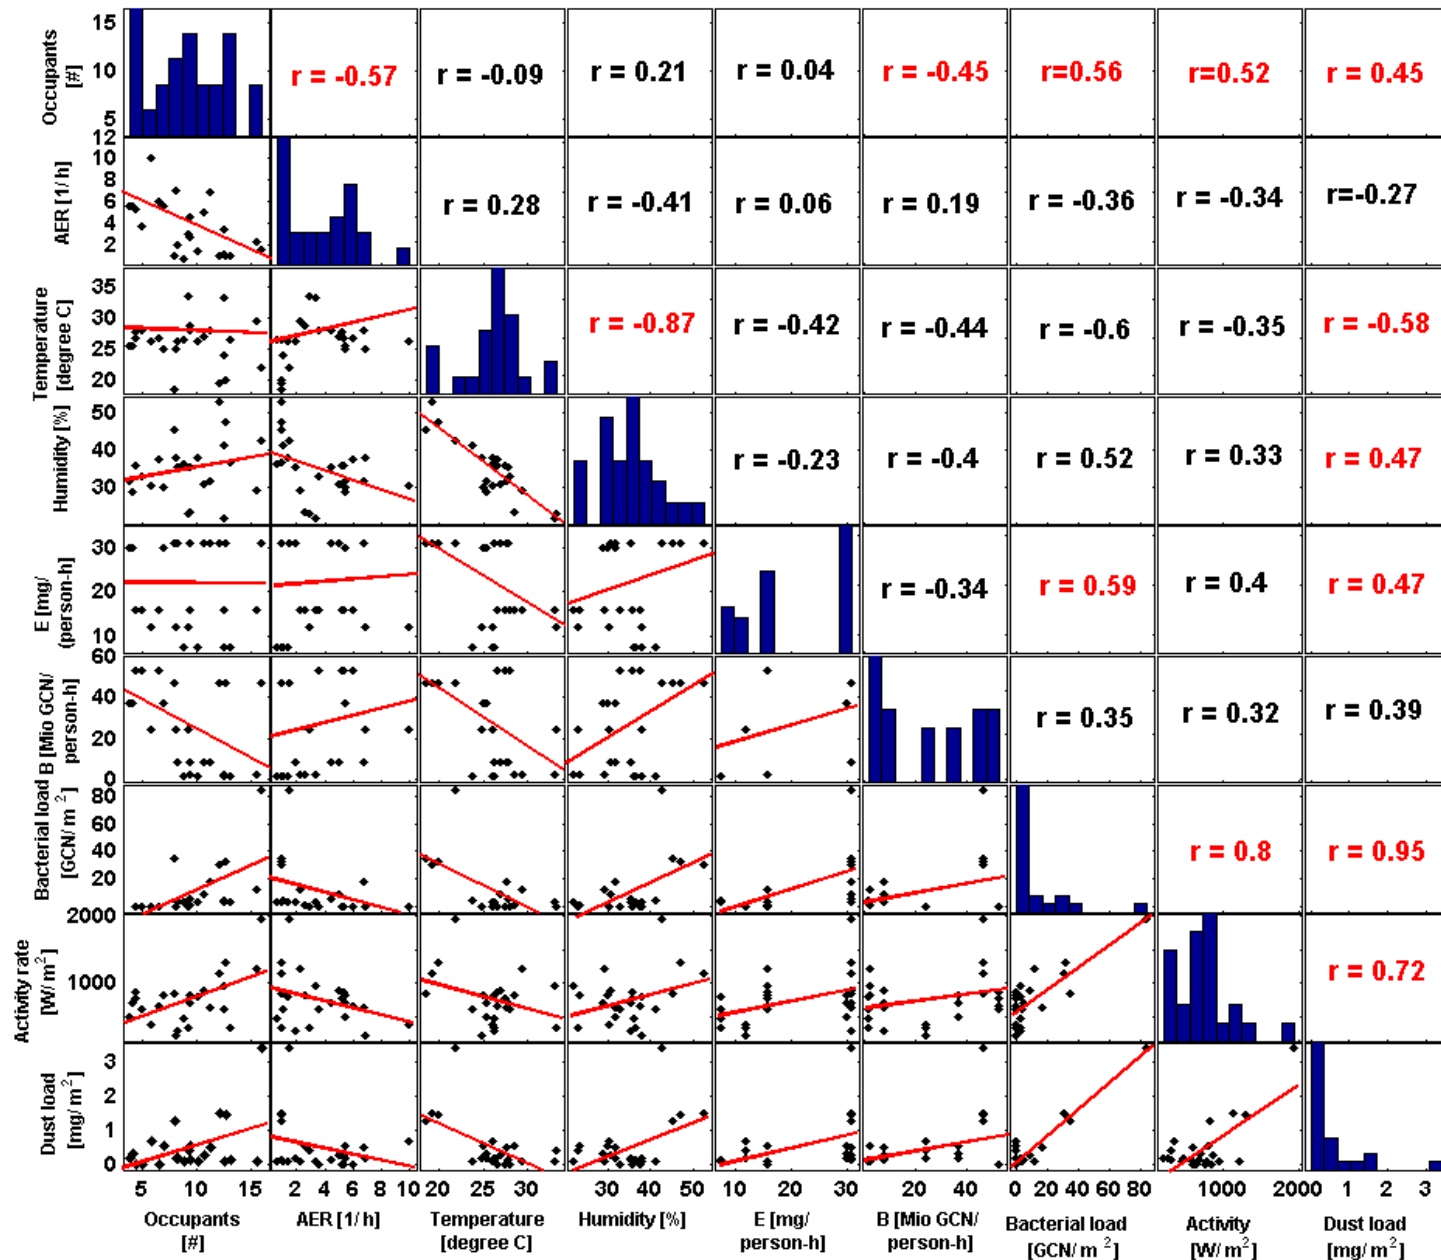 Occupants
[#]
15
10
5
r = -0.57
r = -0.09
r = 0.21
r = 0.04
r = -0.45
r=0.56
r=0.52
r = 0.45
AER [1/ h]
12
10
8
6
4
2
r = 0.28
r = -0.41
r = 0.06
r = 0.19
r = -0.36
r = -0.34
r=-0.27
Temperature
[degree C]
35
30
25
20
r = -0.87
r = -0.42
r = -0.44
r = -0.6
r = -0.35
r = -0.58
Humidity [%]
50
40
30
r = -0.23
r = -0.4
r = 0.52
r = 0.33
r = 0.47
E [mg/
(person-h]
30
20
10
r = -0.34
r = 0.59
r = 0.4
r = 0.47
B [Mio GCN/
person-h]
60
40
20
0
r = 0.35
r = 0.32
r = 0.39
Bacterial load
[GCN/ m²]
80
60
40
20
r = 0.8
r = 0.95
Activity rate
[W/ m²]
2000
1000
r = 0.72
Dust load
[mg/ m²]
3
2
1
0
5 10 15
2 4 6 8 10
20 25 30
30 40 50
10 20 30
0 20 40
0 20 40 60 80
1000 2000
0 1 2 3
Occupants
[#]
AER [1/ h]
Temperature
[degree C]
Humidity [%]
E [mg/
person-h]
B [Mio GCN/
person-h]
Bacterial load
[GCN/ m²]
Activity
[W/ m²]
Dust load
[mg/ m²]